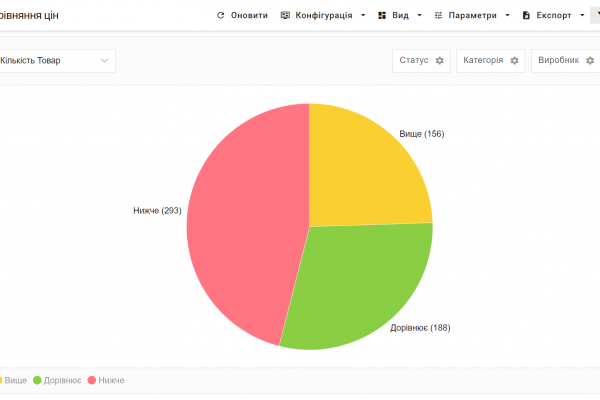 рівняння цін
Оновити Конфігурація Вид Параметри Експорт
Кількість Товар
Статус Категорія Виробник
Вище (156)
Нижче (293)
Дорівнює (188)
Вище Дорівнює Нижче